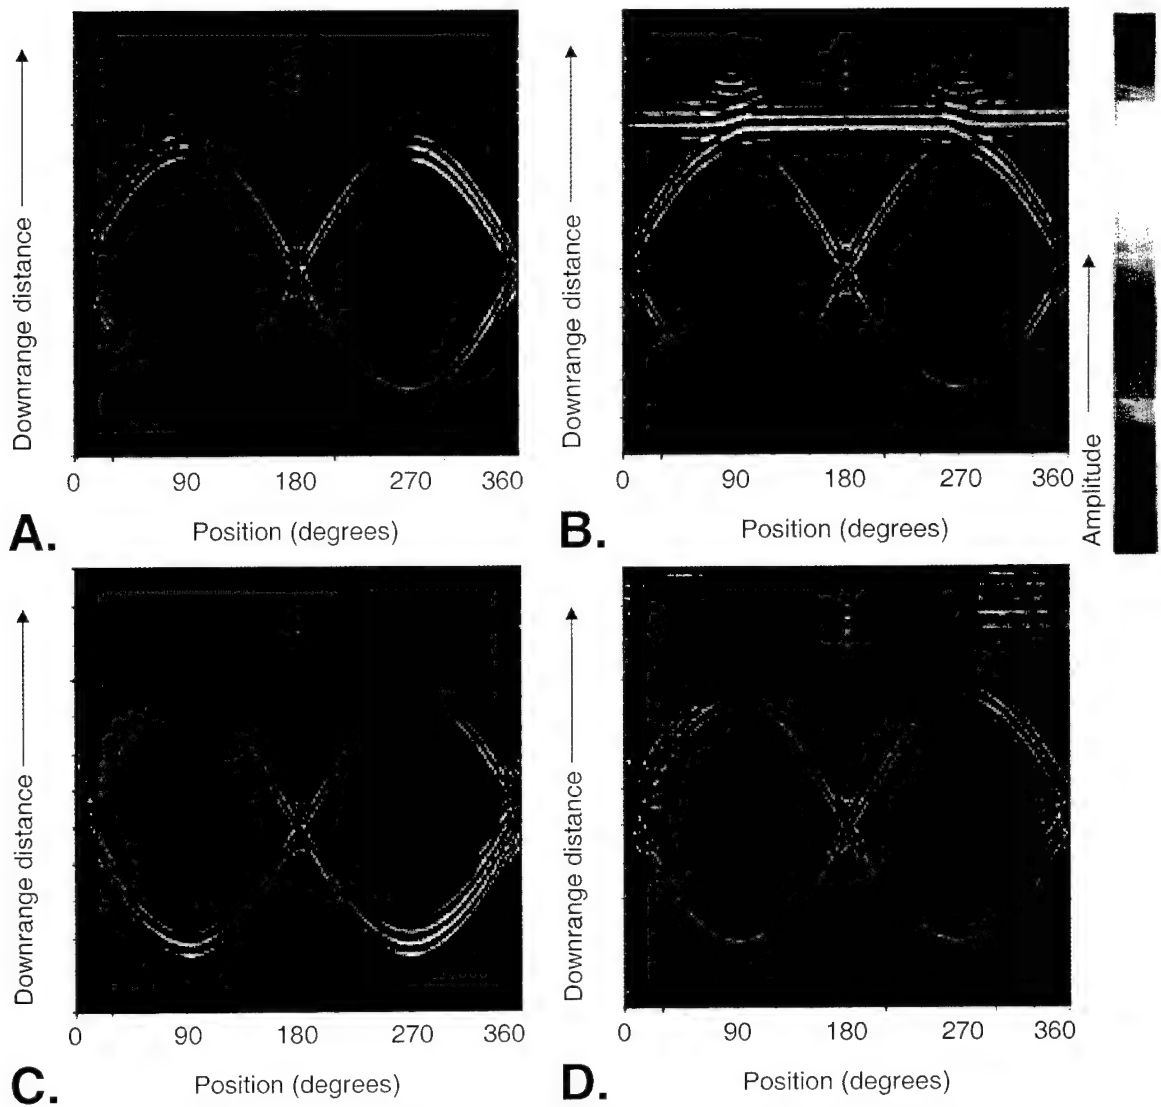 Downrange distance
0 90 180 270 360
Position (degrees)
A.
Downrange distance
0 90 180 270 360
Position (degrees)
B.
Amplitude
Downrange distance
0 90 180 270 360
Position (degrees)
C.
Downrange distance
0 90 180 270 360
Position (degrees)
D.